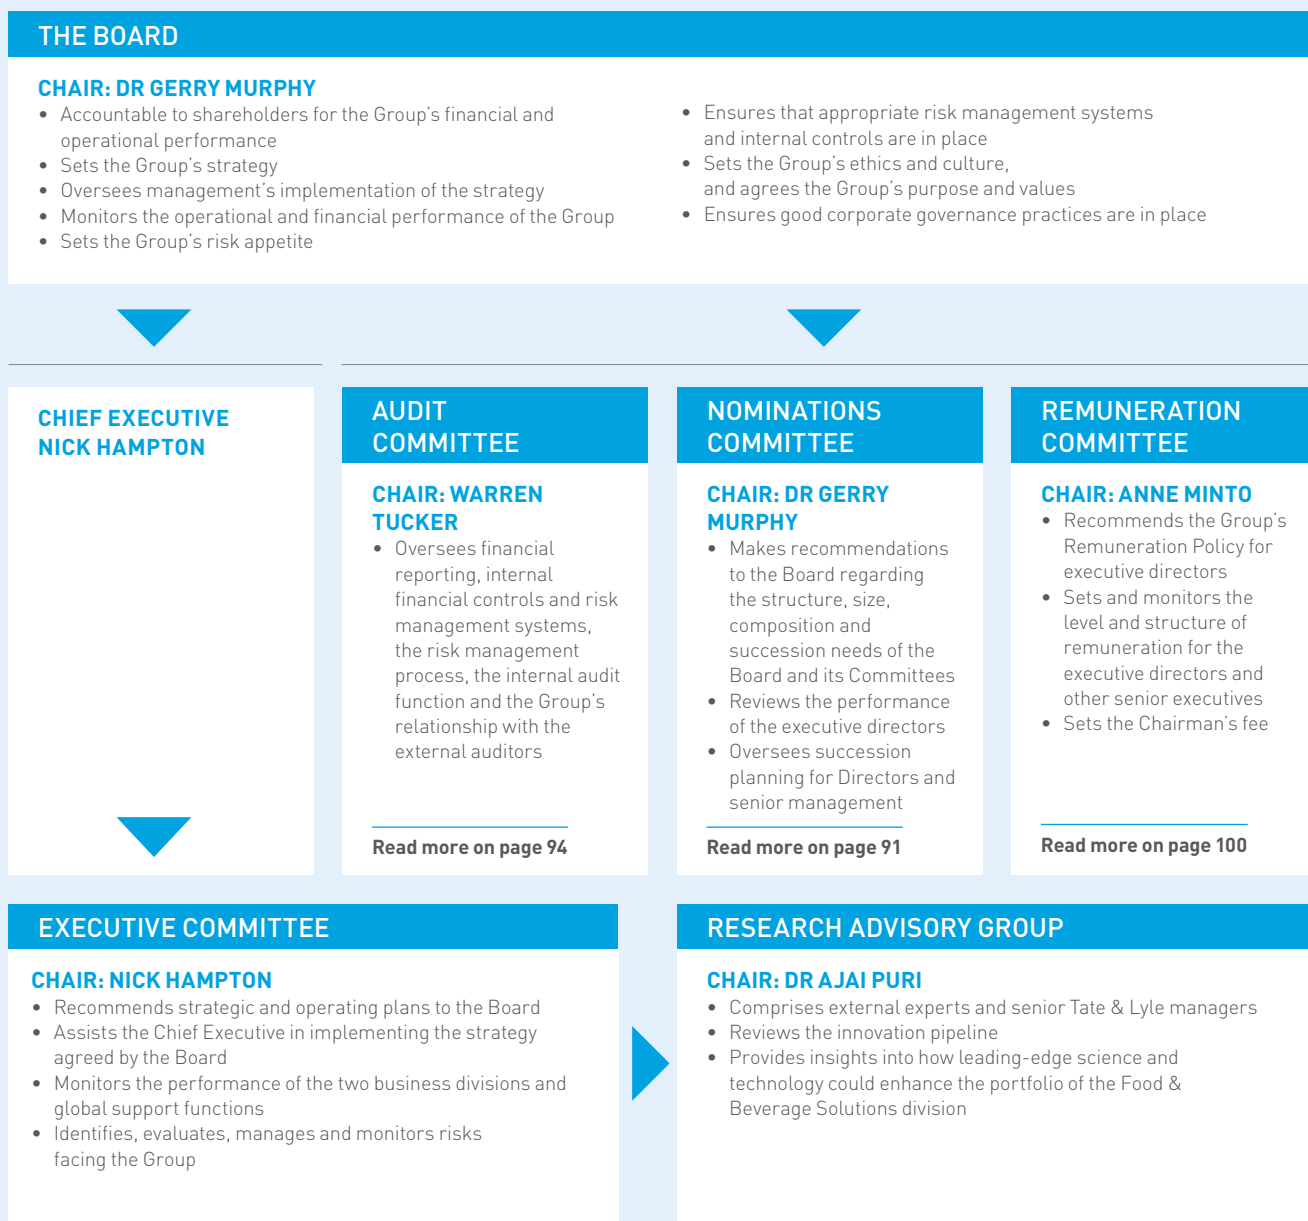 THE BOARD
CHAIR: DR GERRY MURPHY
• Accountable to shareholders for the Group’s financial and
operational performance
• Sets the Group’s strategy
• Oversees management’s implementation of the strategy
• Monitors the operational and financial performance of the Group
• Sets the Group’s risk appetite
• Ensures that appropriate risk management systems
and internal controls are in place
• Sets the Group’s ethics and culture,
and agrees the Group’s purpose and values
• Ensures good corporate governance practices are in place
CHIEF EXECUTIVE
NICK HAMPTON
AUDIT
COMMITTEE
CHAIR: WARREN
TUCKER
• Oversees financial
reporting, internal
financial controls and risk
management systems,
the risk management
process, the internal audit
function and the Group’s
relationship with the
external auditors
Read more on page 94
NOMINATIONS
COMMITTEE
CHAIR: DR GERRY
MURPHY
• Makes recommendations
to the Board regarding
the structure, size,
composition and
succession needs of the
Board and its Committees
• Reviews the performance
of the executive directors
• Oversees succession
planning for Directors and
senior management
Read more on page 91
REMUNERATION
COMMITTEE
CHAIR: ANNE MINTO
• Recommends the Group’s
Remuneration Policy for
executive directors
• Sets and monitors the
level and structure of
remuneration for the
executive directors and
other senior executives
• Sets the Chairman’s fee
Read more on page 100
EXECUTIVE COMMITTEE
CHAIR: NICK HAMPTON
• Recommends strategic and operating plans to the Board
• Assists the Chief Executive in implementing the strategy
agreed by the Board
• Monitors the performance of the two business divisions and
global support functions
• Identifies, evaluates, manages and monitors risks
facing the Group
RESEARCH ADVISORY GROUP
CHAIR: DR AJAI PURI
• Comprises external experts and senior Tate & Lyle managers
• Reviews the innovation pipeline
• Provides insights into how leading-edge science and
technology could enhance the portfolio of the Food &
Beverage Solutions division